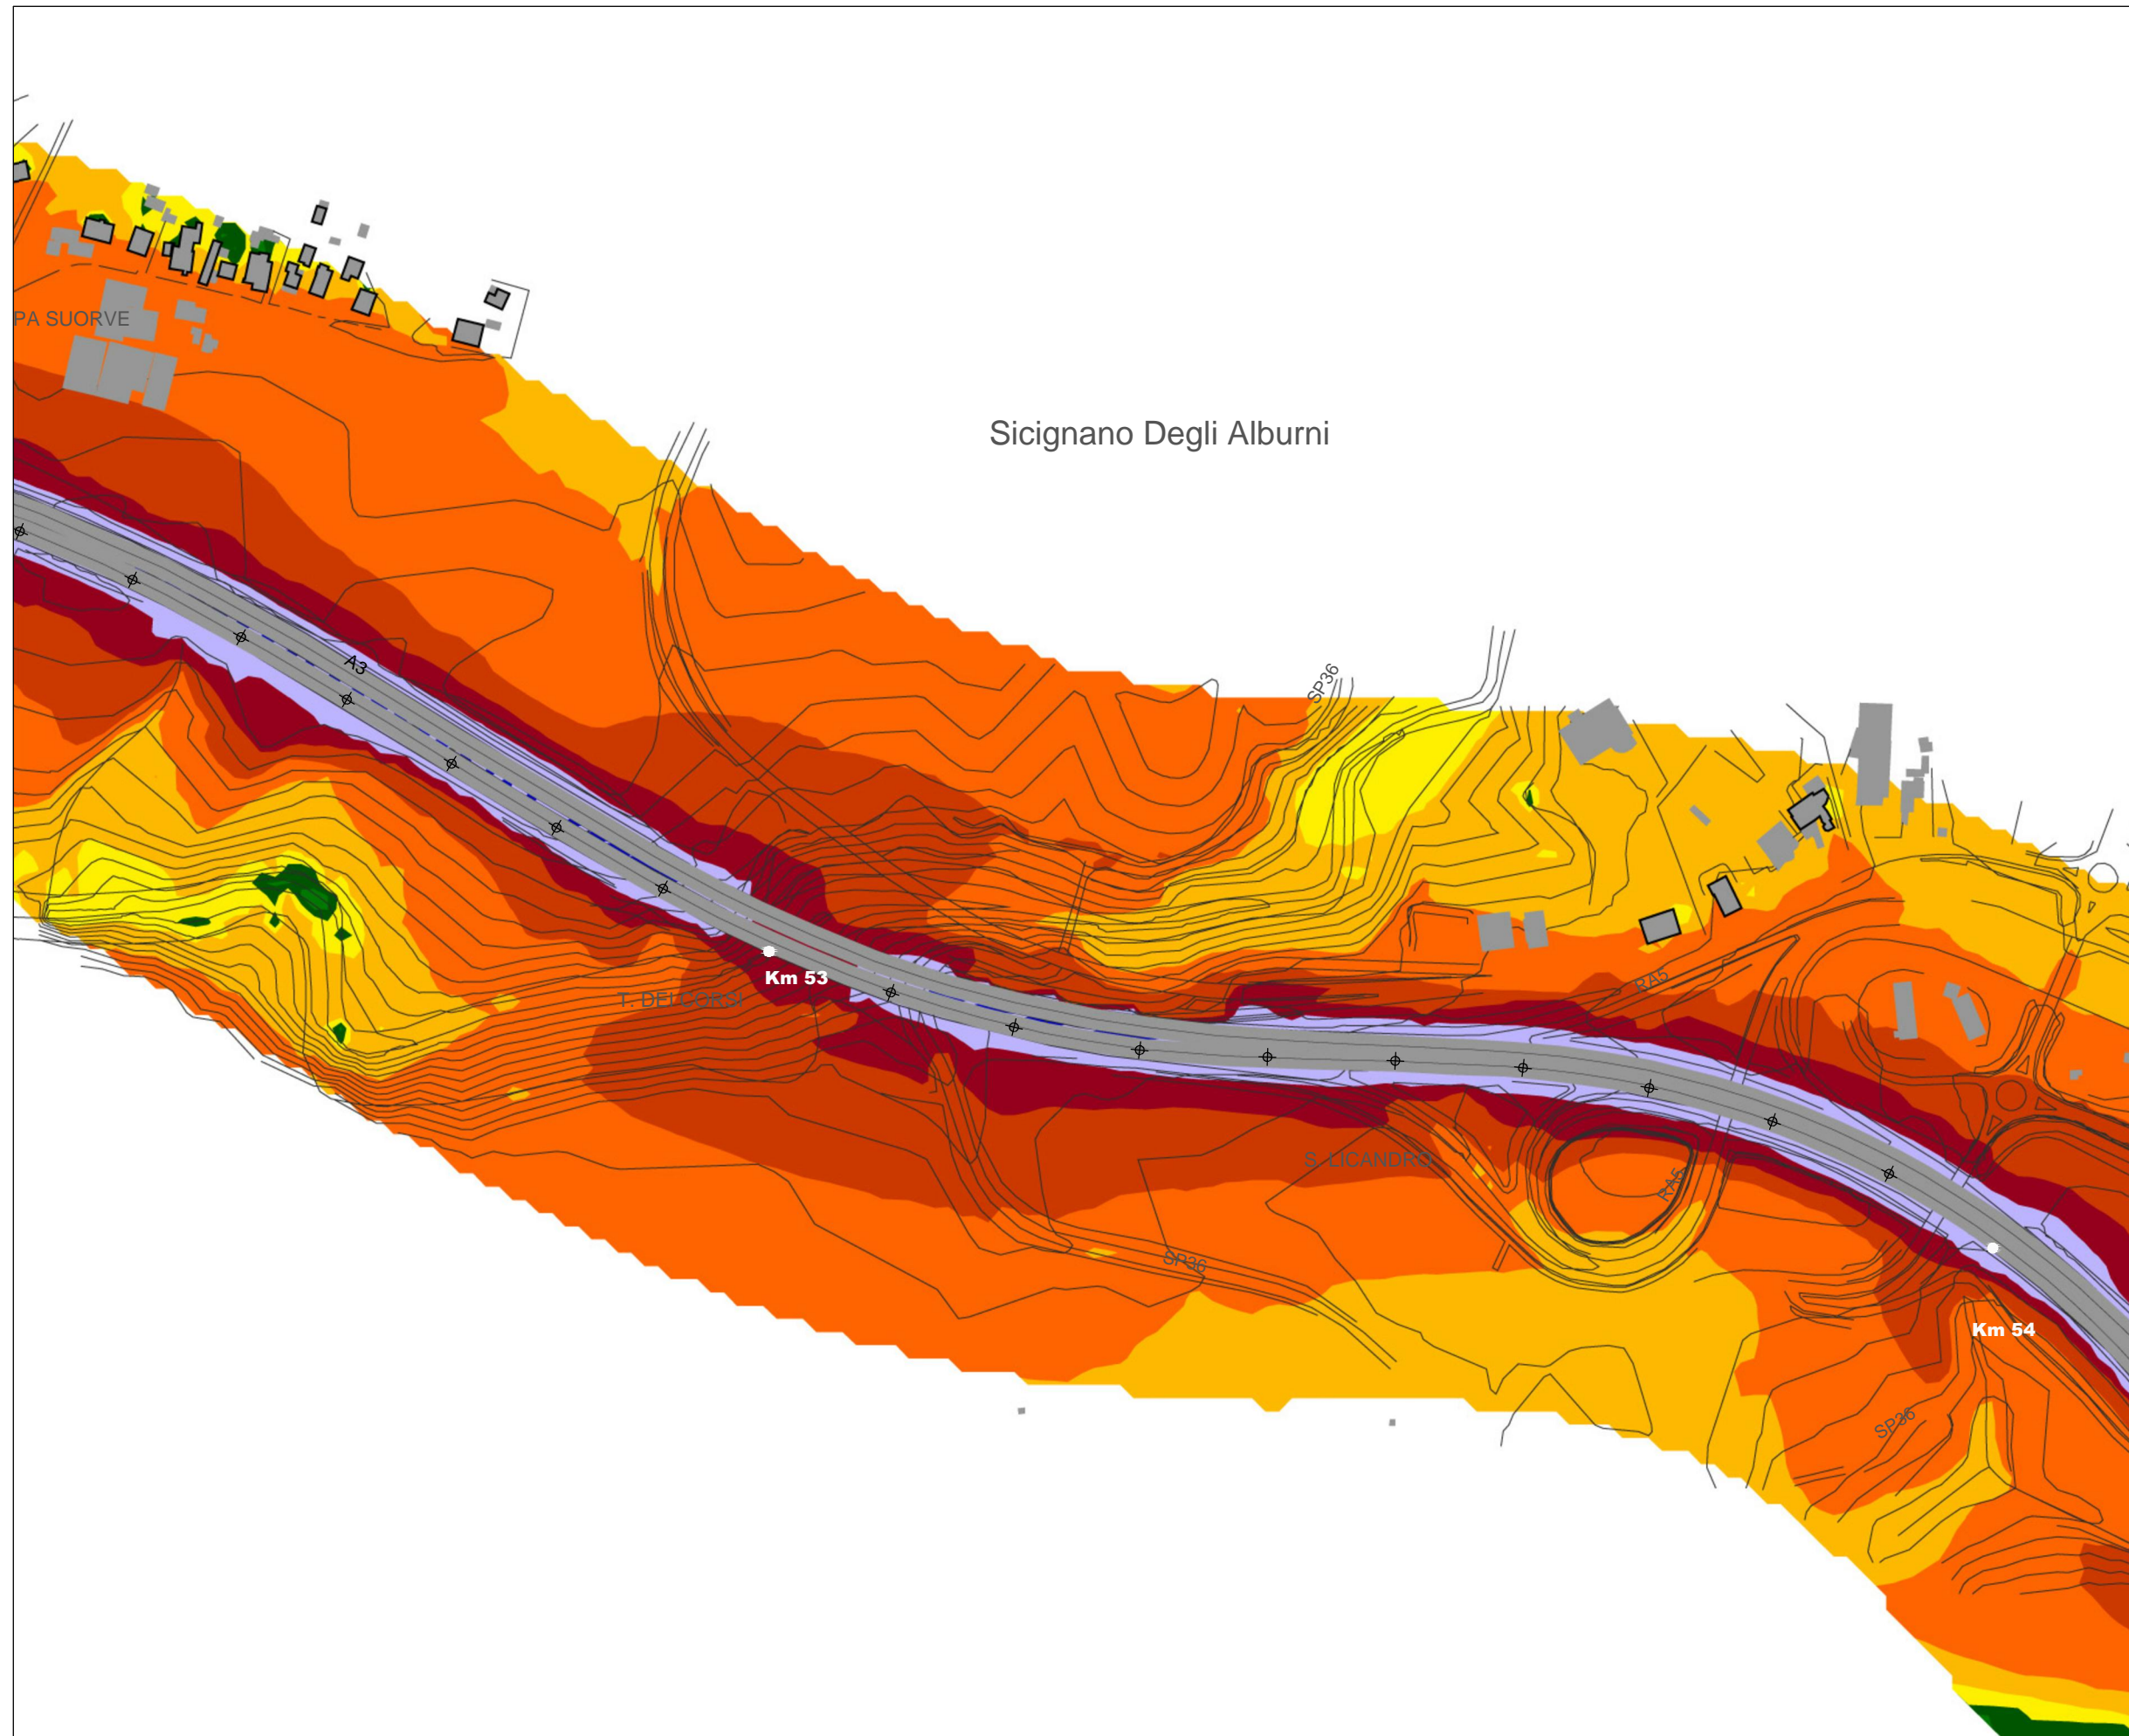 PA SUORVE
Sicignano Degli Alburni
A3
SP36
Km 53
T. DEI CORSI
RA5
S. LICANDRO
RA5
SP36
Km 54
SP36